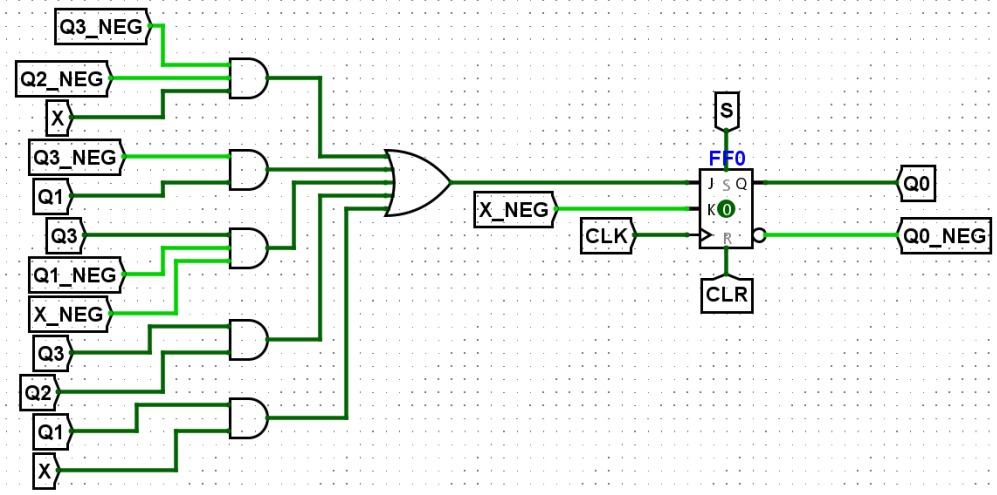 Q3_NEG
Q2_NEG
X
Q3_NEG
Q1
Q3
Q1_NEG
X_NEG
Q3
Q2
Q1
X
S
FF0
J S Q
X_NEG
K 0
CLK
R
CLR
Q0
Q0_NEG